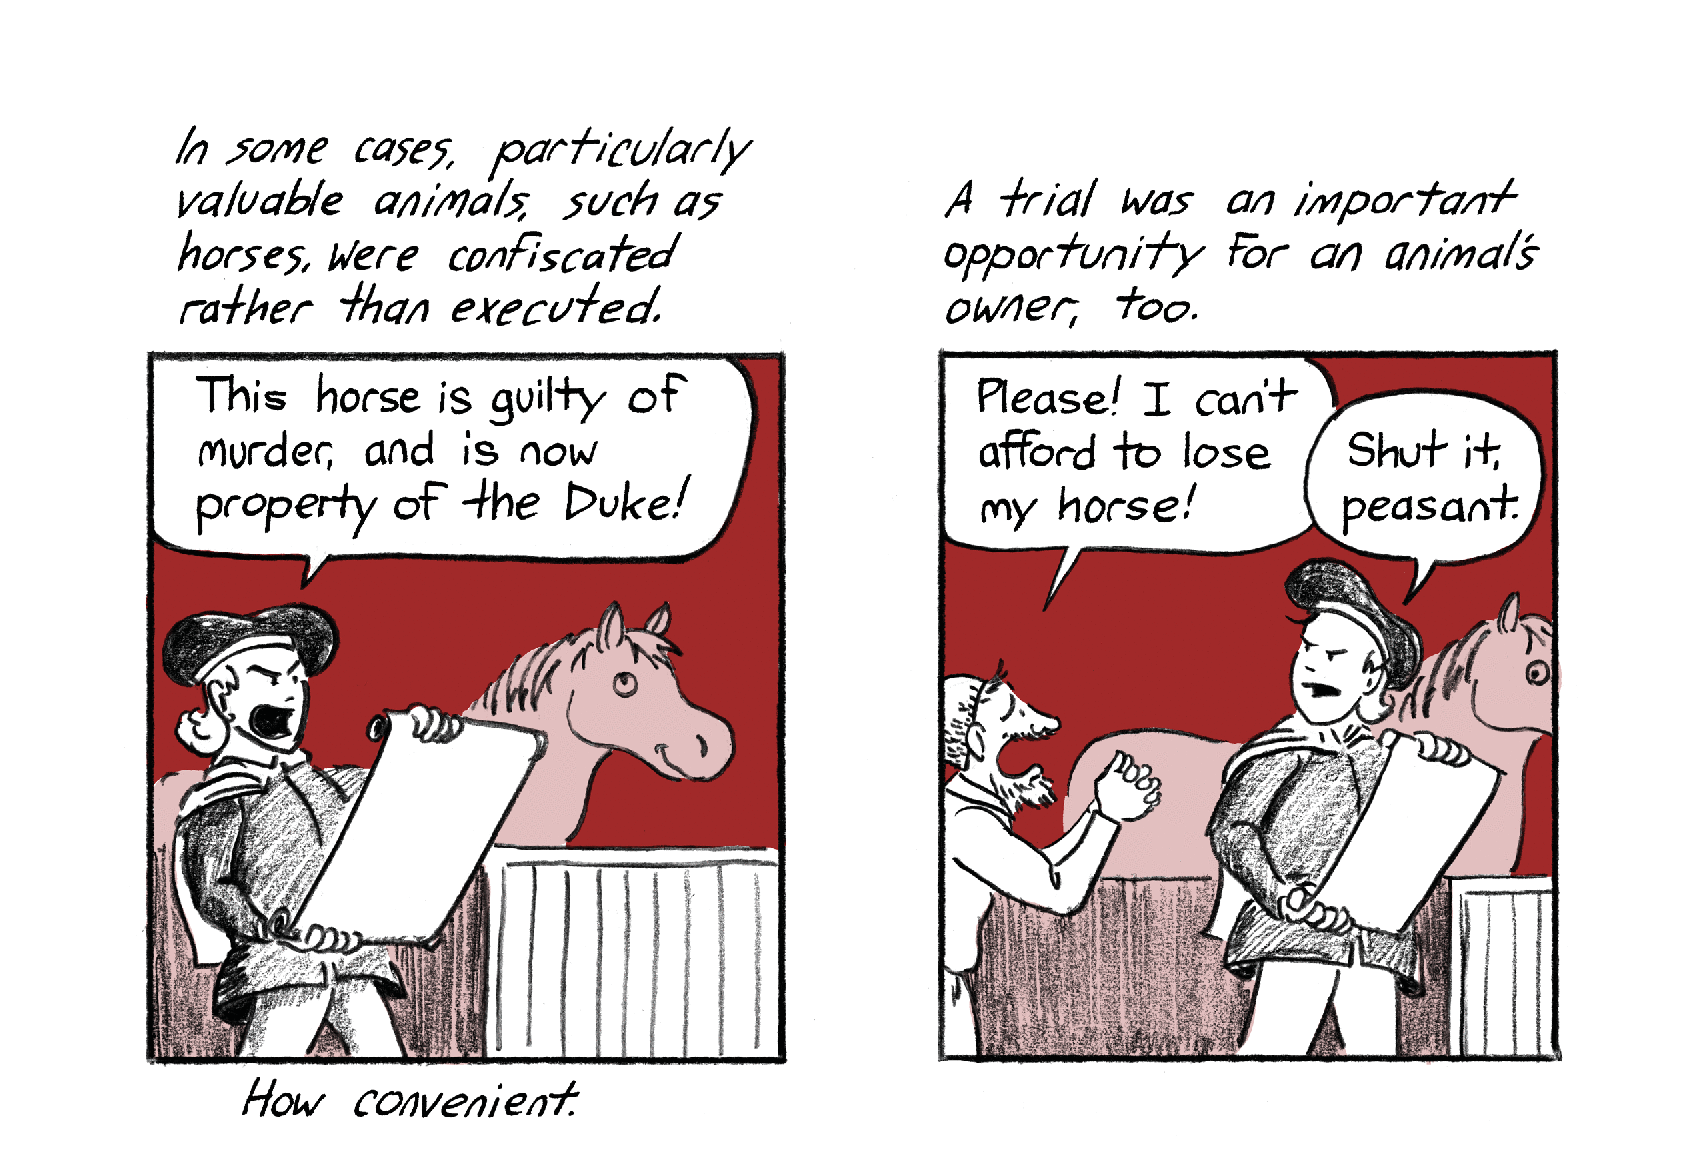 In some cases, particularly
valuable animals, such as
horses, were confiscated
rather than executed.
This horse is guilty of
murder, and is now
property of the Duke!
How convenient.
A trial was an important
opportunity for an animal's
owner, too.
Please! I can't
afford to lose
my horse!
Shut it,
peasant.